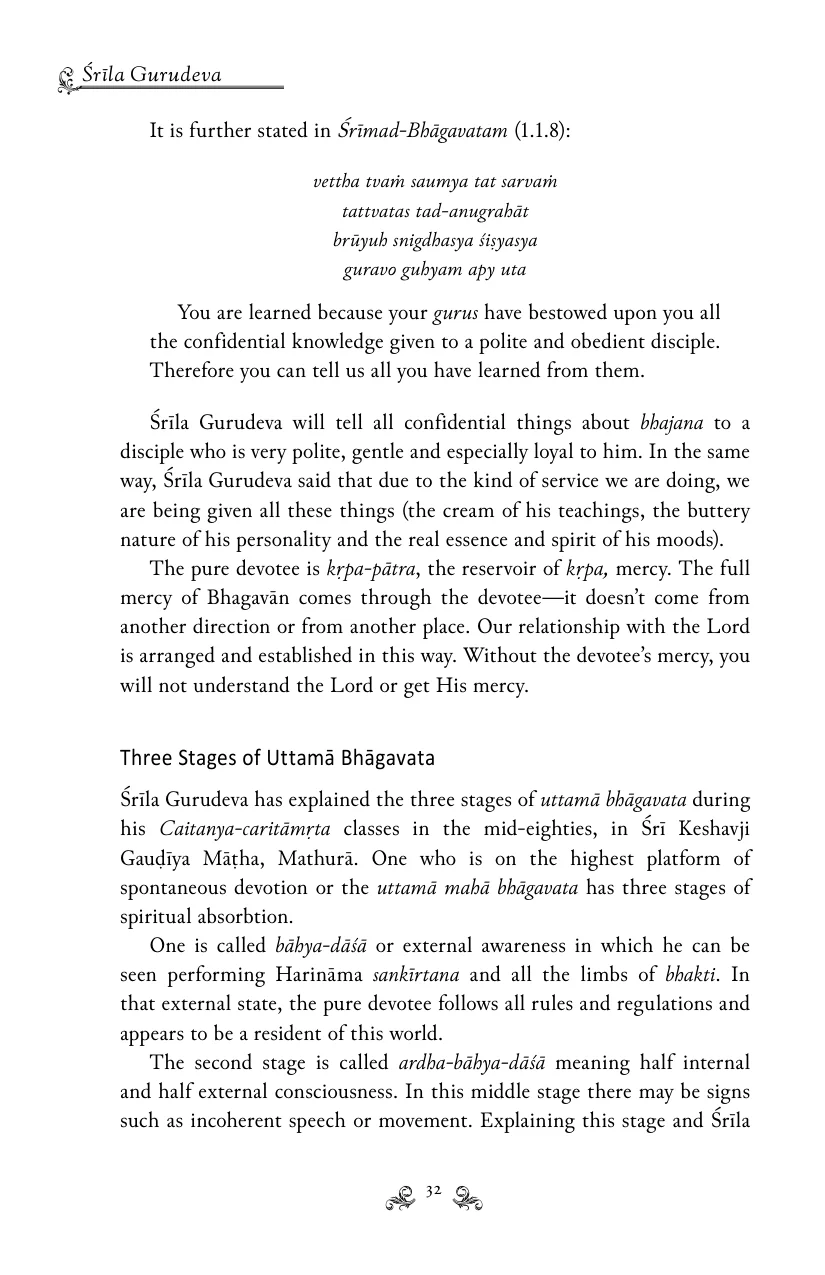 Śrīla Gurudeva
It is further stated in Śrīmad-Bhāgavatam (1.1.8):
vettha tvaṁ saumya tat sarvaṁ
tattvatas tad-anugrahāt
brūyuh snigdhasya śiṣyasya
guravo guhyam apy uta
You are learned because your gurus have bestowed upon you all
the confidential knowledge given to a polite and obedient disciple.
Therefore you can tell us all you have learned from them.
Śrīla Gurudeva will tell all confidential things about bhajana to a
disciple who is very polite, gentle and especially loyal to him. In the same
way, Śrīla Gurudeva said that due to the kind of service we are doing, we
are being given all these things (the cream of his teachings, the buttery
nature of his personality and the real essence and spirit of his moods).
The pure devotee is kṛpa-pātra, the reservoir of kṛpa, mercy. The full
mercy of Bhagavān comes through the devotee—it doesn’t come from
another direction or from another place. Our relationship with the Lord
is arranged and established in this way. Without the devotee’s mercy, you
will not understand the Lord or get His mercy.
Three Stages of Uttamā Bhāgavata
Śrīla Gurudeva has explained the three stages of uttamā bhāgavata during
his Caitanya-caritāmṛta classes in the mid-eighties, in Śrī Keshavji
Gauḍīya Māṭha, Mathurā. One who is on the highest platform of
spontaneous devotion or the uttamā mahā bhāgavata has three stages of
spiritual absorbtion.
One is called bāhya-dāśā or external awareness in which he can be
seen performing Harināma sankīrtana and all the limbs of bhakti. In
that external state, the pure devotee follows all rules and regulations and
appears to be a resident of this world.
The second stage is called ardha-bāhya-dāśā meaning half internal
and half external consciousness. In this middle stage there may be signs
such as incoherent speech or movement. Explaining this stage and Śrīla
32